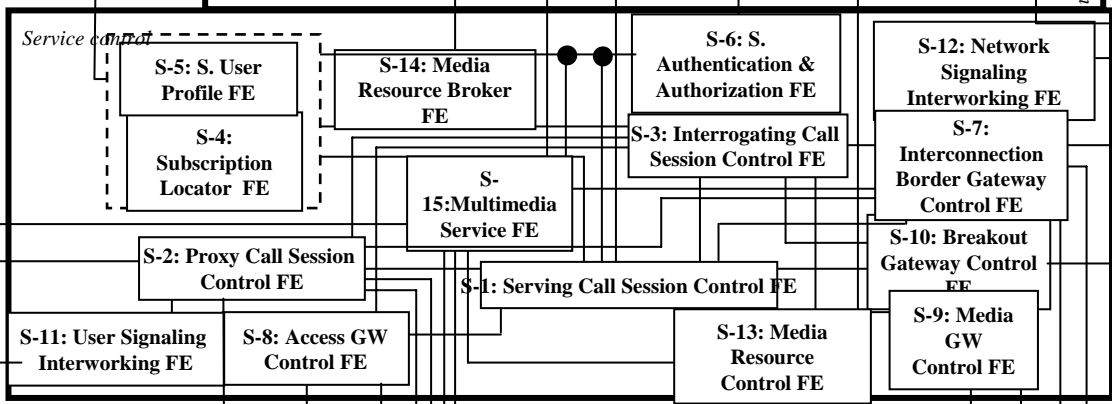 Service control
S-5: S. User
Profile FE
S-4:
Subscription
Locator FE
S-14: Media
Resource Broker
FE
S-6: S.
Authentication &
Authorization FE
S-12: Network
Signaling
Interworking FE
S-3: Interrogating Call
Session Control FE
S-7:
Interconnection
Border Gateway
Control FE
S-
15:Multimedia
Service FE
S-2: Proxy Call Session
Control FE
S-1: Serving Call Session Control FE
S-10: Breakout
Gateway Control
FE
S-11: User Signaling
Interworking FE
S-8: Access GW
Control FE
S-13: Media
Resource
Control FE
S-9: Media
GW
Control FE